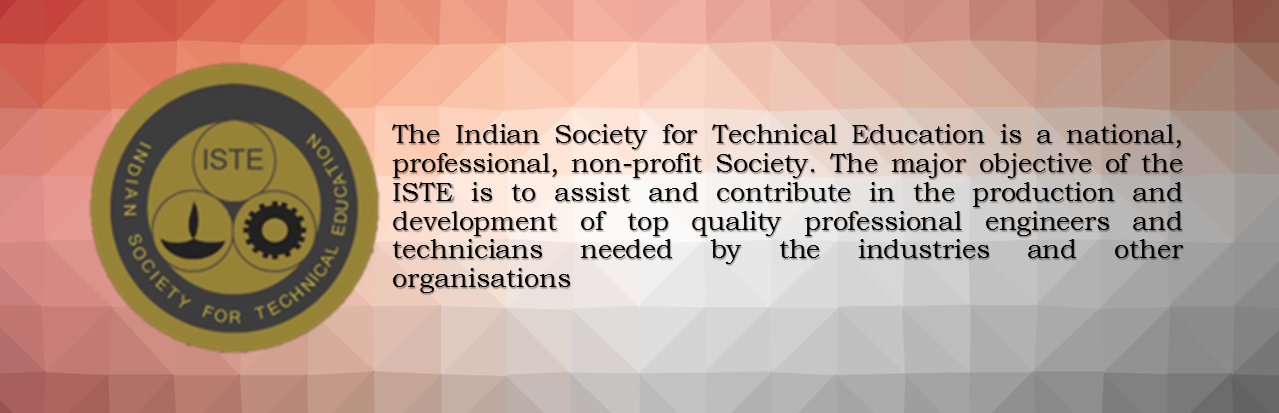 ISTE
INDIAN SOCIETY FOR TECHNICAL EDUCATION
The Indian Society for Technical Education is a national,
professional, non-profit Society. The major objective of the
ISTE is to assist and contribute in the production and
development of top quality professional engineers and
technicians needed by the industries and other
organisations